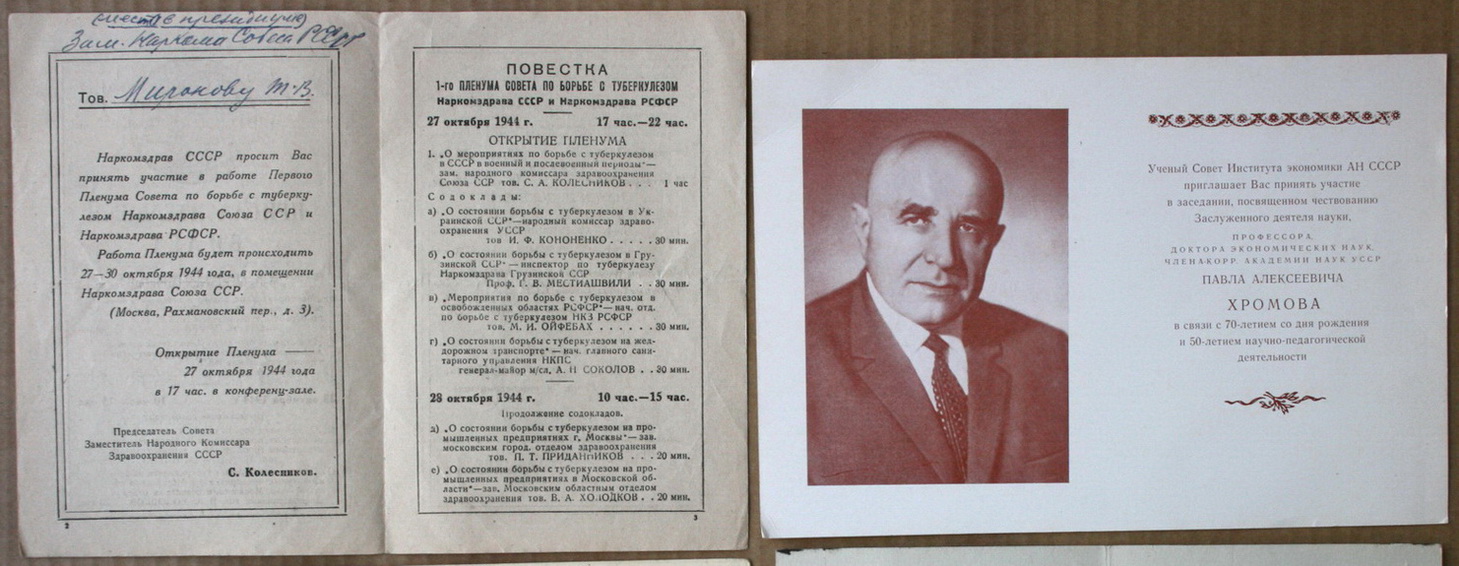 (место в президиуме)
Зам. Наркома Собеса РСФСР
Тов. Миронову Т.В.
Наркомздрав СССР просит Вас
принять участие в работе Первого
Пленума Совета по борьбе с туберку-
лезом Наркомздрава Союза ССР и
Наркомздрава РСФСР.
Работа Пленума будет происходить
27—30 октября 1944 года, в помещении
Наркомздрава Союза ССР.
(Москва, Рахмановский пер., д. 3).
Открытие Пленума —
27 октября 1944 года
в 17 час. в конференц-зале.
Председатель Совета
Заместитель Народного Комиссара
Здравоохранения СССР
С. Колесников.
2
ПОВЕСТКА
1-го ПЛЕНУМА СОВЕТА ПО БОРЬБЕ С ТУБЕРКУЛЕЗОМ
Наркомздрава СССР и Наркомздрава РСФСР
27 октября 1944 г. 17 час.—22 час.
ОТКРЫТИЕ ПЛЕНУМА
1. „О мероприятиях по борьбе с туберкулезом
в СССР в военный и послевоенный периоды"—
зам. народного комиссара здравоохранения
Союза ССР тов. С. А. КОЛЕСНИКОВ . . . 1 час
Содоклады:
а) „О состоянии борьбы с туберкулезом в Ук-
раинской ССР"—народный комиссар здраво-
охранения УССР
тов И. Ф. КОНОНЕНКО . . . . . 30 мин.
б) „О состоянии борьбы с туберкулезом в Гру-
зинской ССР" — инспектор по туберкулезу
Наркомздрава Грузинской ССР
Проф. Г. В. МЕСТИАШВИЛИ . . 30 мин.
в) „Мероприятия по борьбе с туберкулезом в
освобожденных областях РСФСР"—нач. отд.
по борьбе с туберкулезом НКЗ РСФСР
тов. М. И. ОЙФЕБАХ . . . . . . 30 мин.
г) „О состоянии борьбы с туберкулезом на жел-
дорожном транспорте" — нач. главного сани-
тарного управления НКПС
генерал-майор м/сл. А. Н СОКОЛОВ . . 30 мин.
28 октября 1944 г. 10 час.—15 час.
Продолжение содокладов.
д) „О состоянии борьбы с туберкулезом на про-
мышленных предприятиях г. Москвы"— зав.
московским город. отделом здравоохранения
тов. П. Т. ПРИДАННИКОВ . . . 20 мин.
е) „О состоянии борьбы с туберкулезом на про-
мышленных предприятиях в Московской об-
ласти"—зав. Московским областным отделом
здравоохранения тов. В. А. ХОЛОДКОВ . . 20 мин.
3
Ученый Совет Института экономики АН СССР
приглашает Вас принять участие
в заседании, посвященном чествованию
Заслуженного деятеля науки,
ПРОФЕССОРА,
ДОКТОРА ЭКОНОМИЧЕСКИХ НАУК,
ЧЛЕНА-КОРР. АКАДЕМИИ НАУК УССР
ПАВЛА АЛЕКСЕЕВИЧА
ХРОМОВА
в связи с 70-летием со дня рождения
и 50-летием научно-педагогической
деятельности